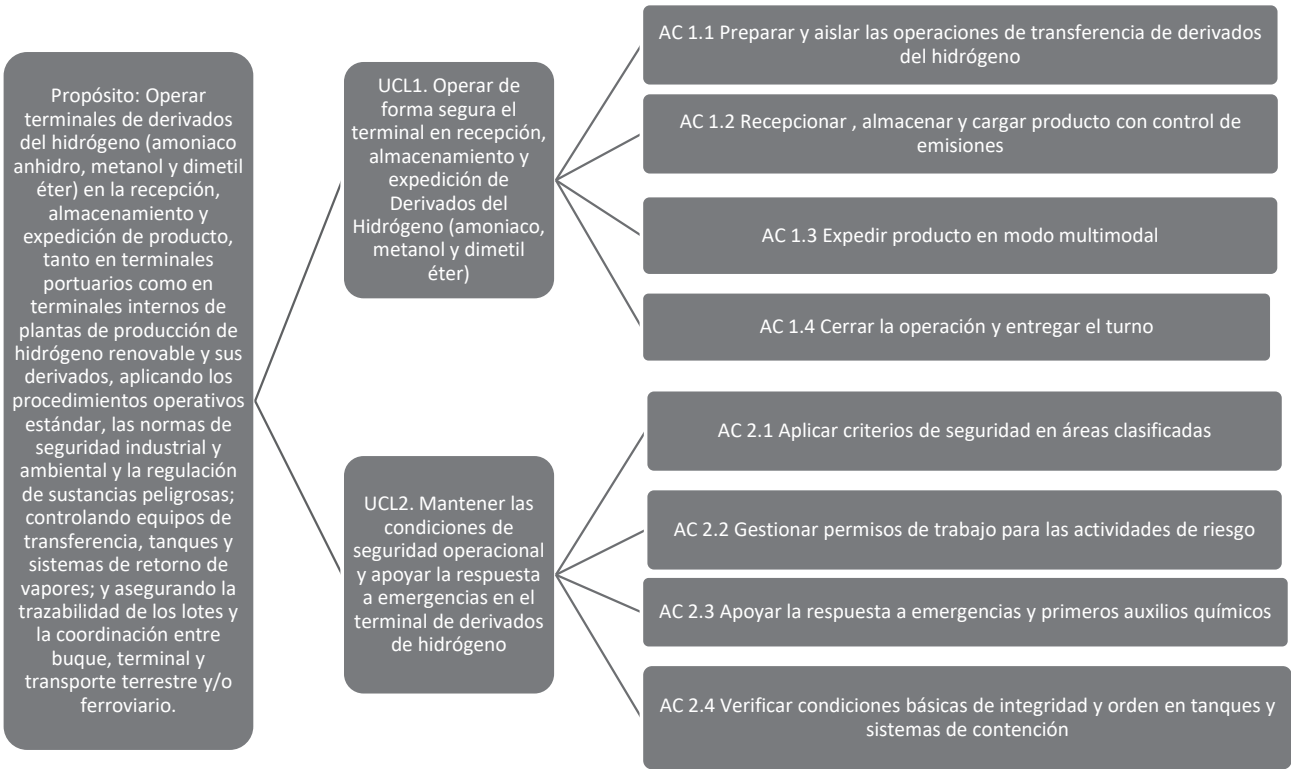 Propósito: Operar
terminales de derivados
del hidrógeno (amoniaco
anhidro, metanol y dimetil
éter) en la recepción,
almacenamiento y
expedición de producto,
tanto en terminales
portuarios como en
terminales internos de
plantas de producción de
hidrógeno renovable y sus
derivados, aplicando los
procedimientos operativos
estándar, las normas de
seguridad industrial y
ambiental y la regulación
de sustancias peligrosas;
controlando equipos de
transferencia, tanques y
sistemas de retorno de
vapores; y asegurando la
trazabilidad de los lotes y
la coordinación entre
buque, terminal y
transporte terrestre y/o
ferroviario.
UCL1. Operar de
forma segura el
terminal en recepción,
almacenamiento y
expedición de
Derivados del
Hidrógeno (amoniaco,
metanol y dimetil
éter)
AC 1.1 Preparar y aislar las operaciones de transferencia de derivados
del hidrógeno
AC 1.2 Recepcionar , almacenar y cargar producto con control de
emisiones
AC 1.3 Expedir producto en modo multimodal
AC 1.4 Cerrar la operación y entregar el turno
UCL2. Mantener las
condiciones de
seguridad operacional
y apoyar la respuesta
a emergencias en el
terminal de derivados
de hidrógeno
AC 2.1 Aplicar criterios de seguridad en áreas clasificadas
AC 2.2 Gestionar permisos de trabajo para las actividades de riesgo
AC 2.3 Apoyar la respuesta a emergencias y primeros auxilios químicos
AC 2.4 Verificar condiciones básicas de integridad y orden en tanques y
sistemas de contención